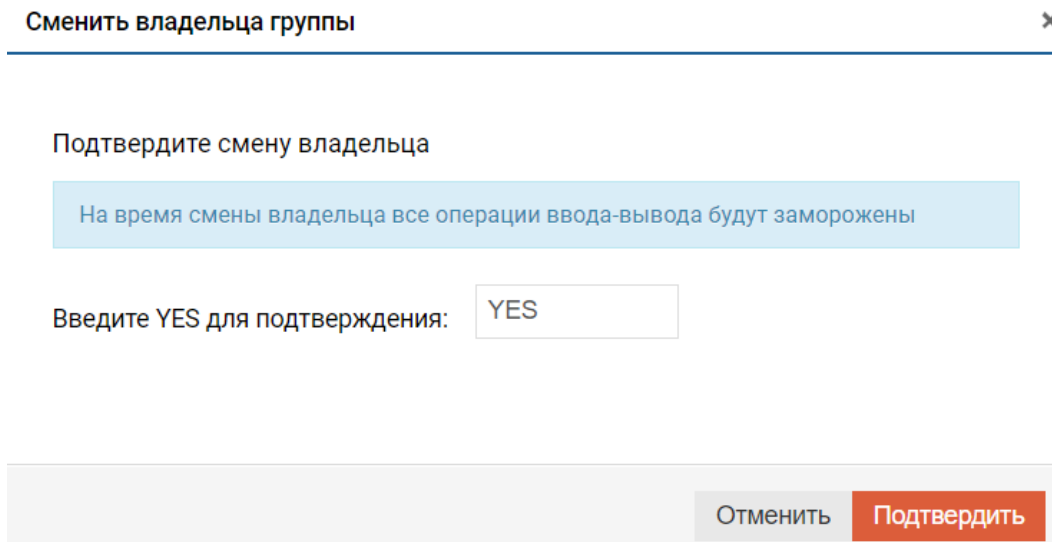 Сменить владельца группы
Подтвердите смену владельца
На время смены владельца все операции ввода-вывода будут заморожены
Введите YES для подтверждения: YES
Отменить Подтвердить